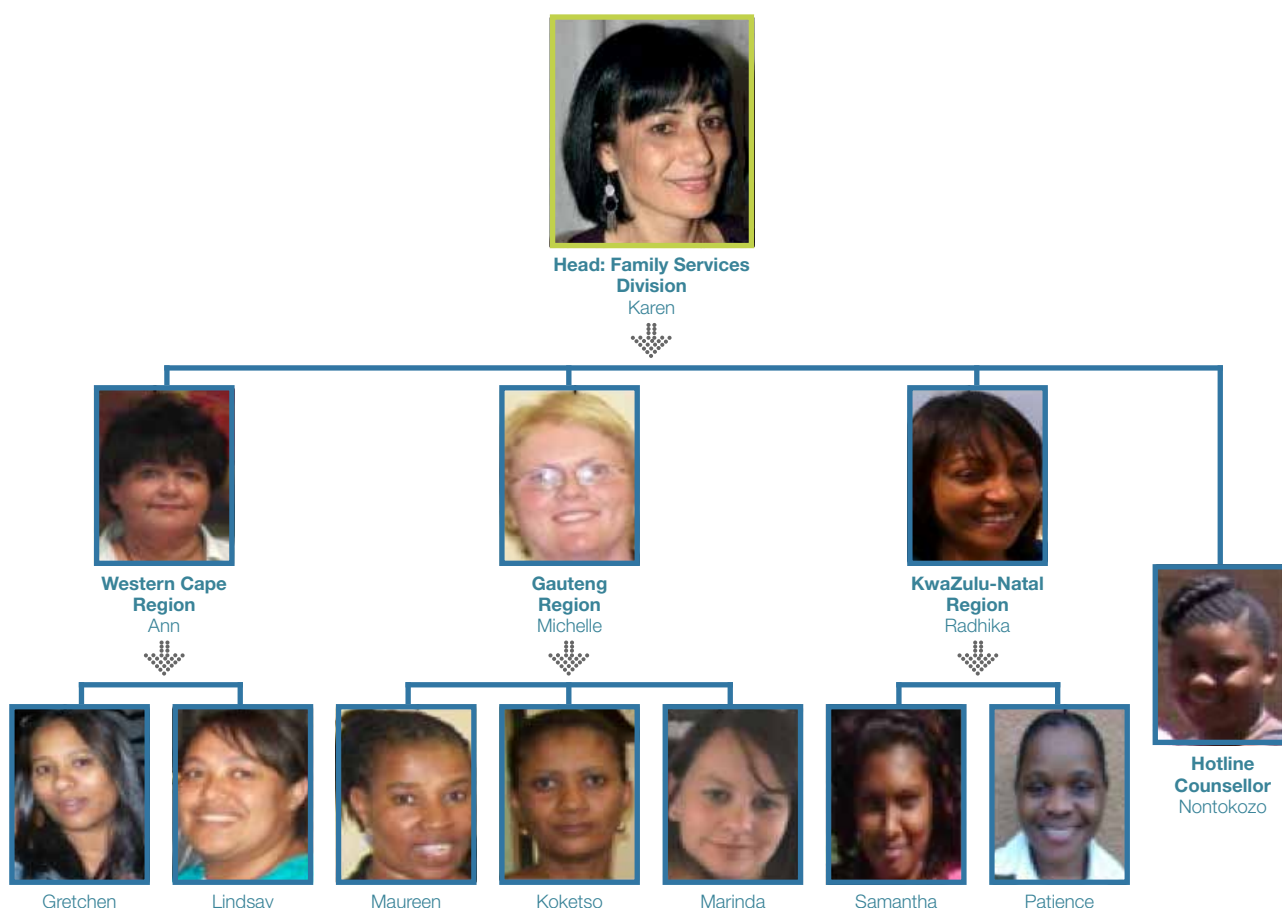 Head: Family Services
Division
Karen
Western Cape
Region
Ann
Gauteng
Region
Michelle
KwaZulu-Natal
Region
Radhika
Hotline
Counsellor
Nontokozo
Gretchen
Lindsay
Maureen
Koketso
Marinda
Samantha
Patience